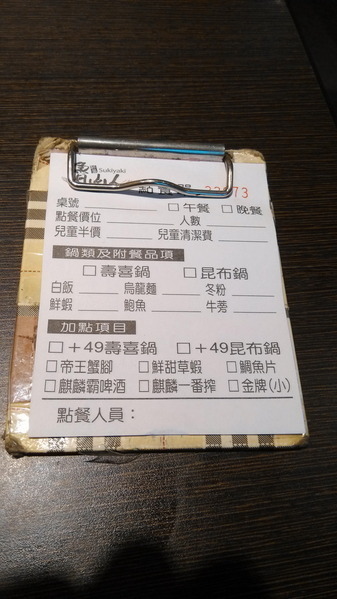 Sukiyaki
桌號 □ 午餐 □ 晚餐
點餐價位 人數
兒童半價 兒童清潔費
鍋類及附餐品項
□ 壽喜鍋 □ 昆布鍋
白飯 烏龍麵 冬粉
鮮蝦 鮑魚 牛蒡
加點項目
□ +49壽喜鍋 □ +49昆布鍋
□ 帝王蟹腳 □ 鮮甜草蝦 □ 鯛魚片
□ 麒麟霸啤酒 □ 麒麟一番搾 □ 金牌(小)
點餐人員：